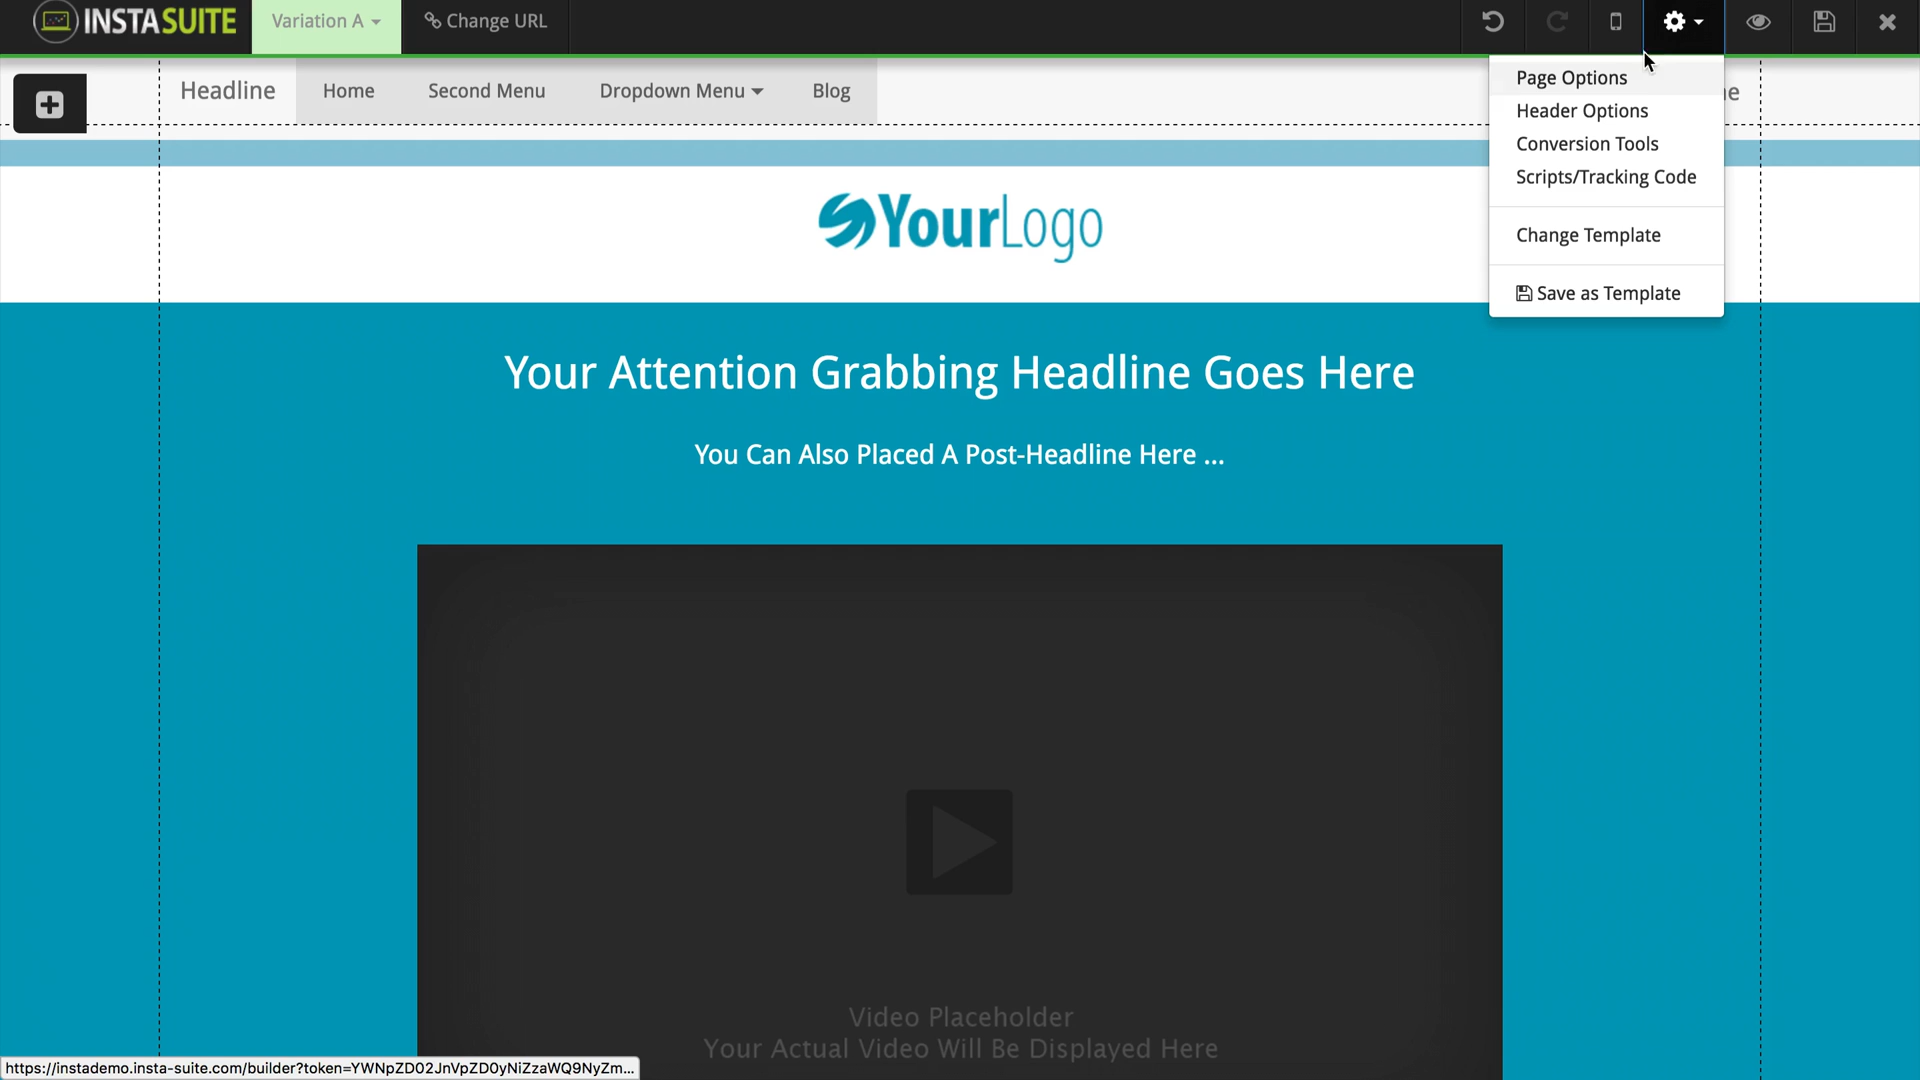 INSTASUITE
Variation A
Change URL
Headline
Home
Second Menu
Dropdown Menu
Blog
Page Options
Header Options
Conversion Tools
Scripts/Tracking Code
Change Template
Save as Template
YourLogo
Your Attention Grabbing Headline Goes Here
You Can Also Placed A Post-Headline Here ...
Video Placeholder
Your Actual Video Will Be Displayed Here
https://instademo.insta-suite.com/builder?token=YWNpZD02JnVpZD0yNiZzaWQ9NyZm...